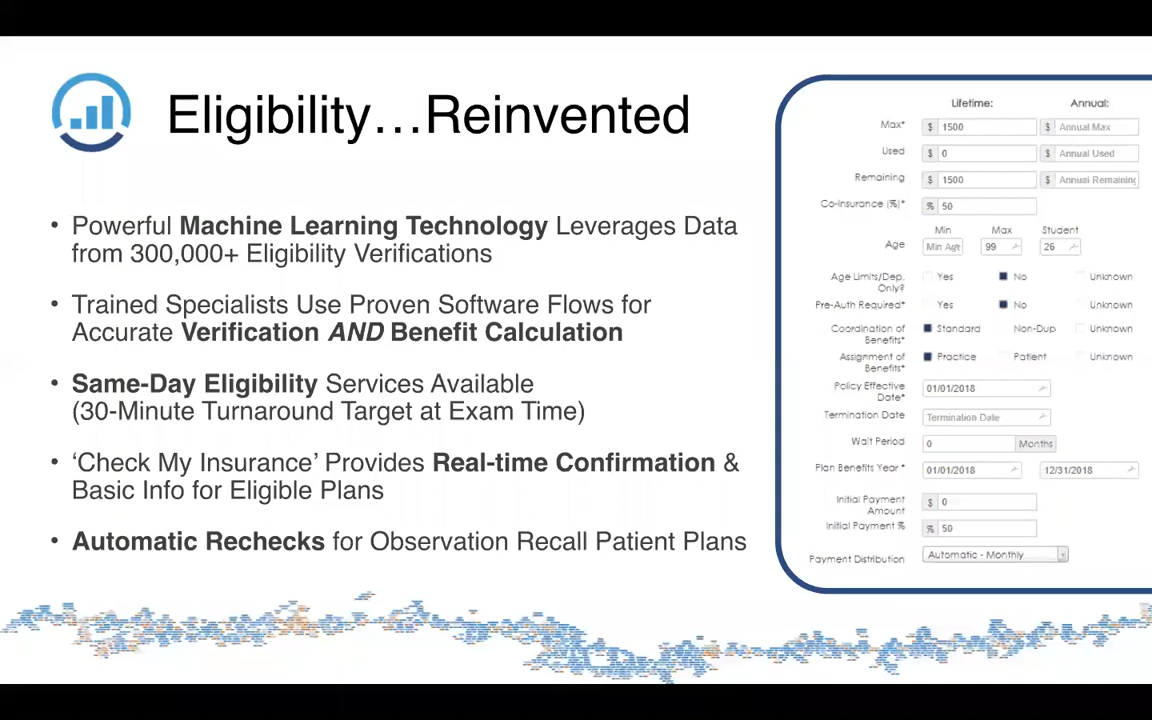 Eligibility…Reinvented
• Powerful Machine Learning Technology Leverages Data
from 300,000+ Eligibility Verifications
• Trained Specialists Use Proven Software Flows for
Accurate Verification AND Benefit Calculation
• Same-Day Eligibility Services Available
(30-Minute Turnaround Target at Exam Time)
• ‘Check My Insurance’ Provides Real-time Confirmation &
Basic Info for Eligible Plans
• Automatic Rechecks for Observation Recall Patient Plans
Lifetime: Annual:
Max* $ 1500 $ Annual Max
Used $ 0 $ Annual Used
Remaining $ 1500 $ Annual Remaining
Co-Insurance (%)* % 50
Min Max Student
Age Min Age 99 26
Age Limits/Dep. Yes No Unknown
Only?
Pre-Auth Required* Yes No Unknown
Coordination of Standard Non-Dup Unknown
Benefits*
Assignment of Practice Patient Unknown
Benefits*
Policy Effective 01/01/2018
Date*
Termination Date Termination Date
Wait Period 0 Months
Plan Benefits Year * 01/01/2018 12/31/2018
Initial Payment $ 0
Amount
Initial Payment % % 50
Payment Distribution Automatic - Monthly